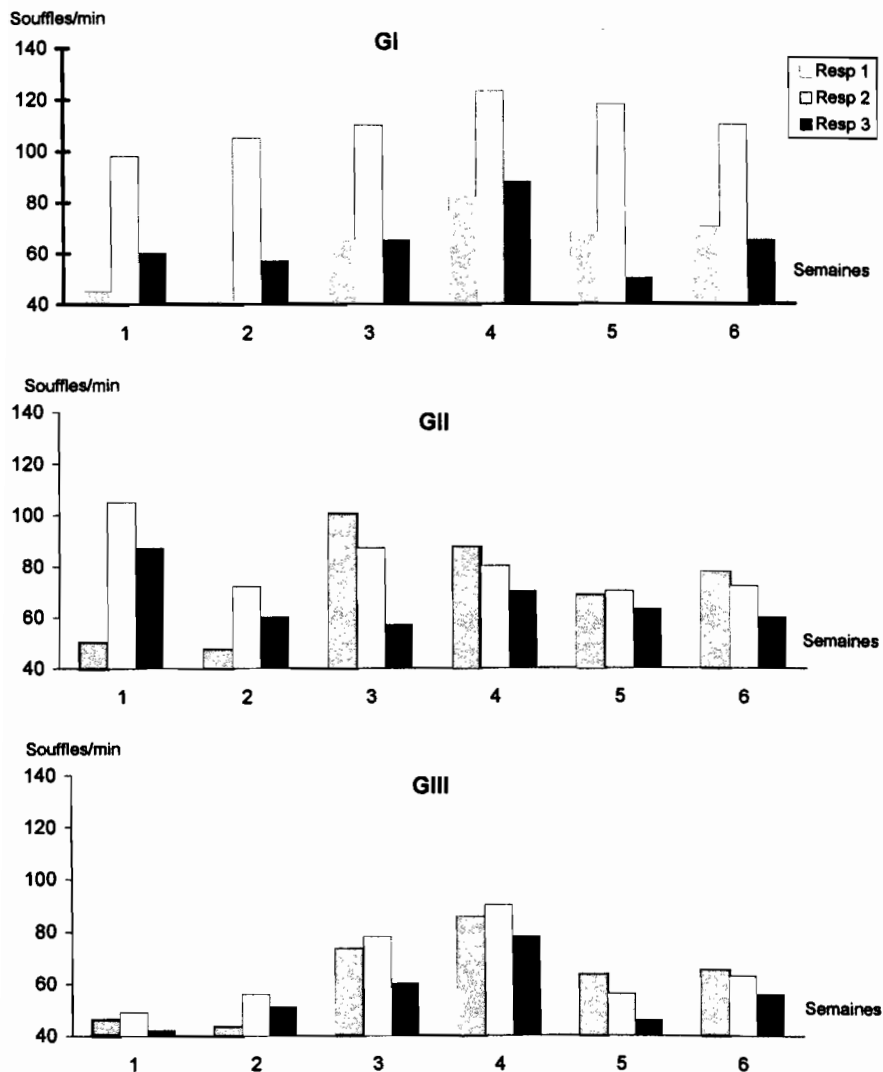 Souffles/min
GI
140
120
100
80
60
40
Resp 1
Resp 2
Resp 3
Semaines
1 2 3 4 5 6
Souffles/min
GII
140
120
100
80
60
40
Semaines
1 2 3 4 5 6
Souffles/min
GIII
140
120
100
80
60
40
Semaines
1 2 3 4 5 6